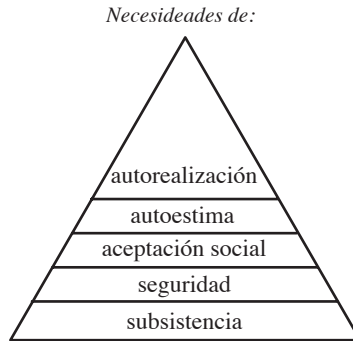 Necesideades de:
autorealización
autoestima
aceptación social
seguridad
subsistencia